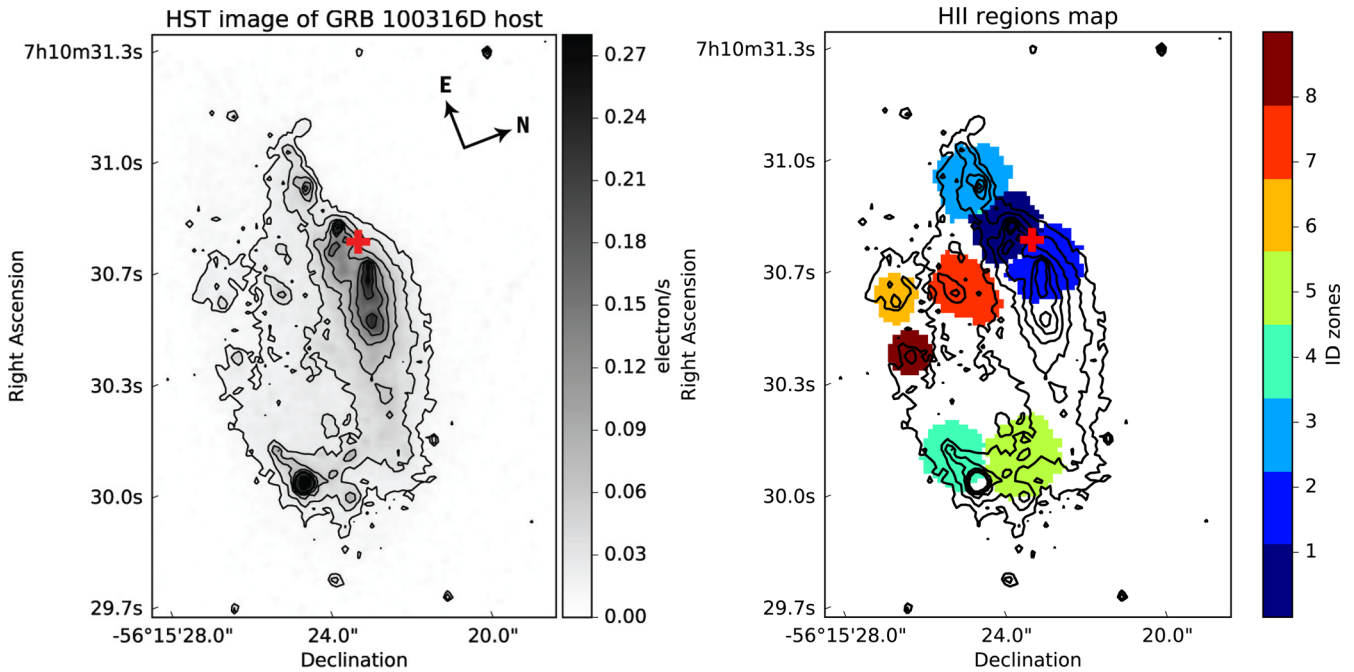 HST image of GRB 100316D host
7h10m31.3s
31.0s
30.7s
30.3s
30.0s
29.7s
Right Ascension
-56°15'28.0"
24.0"
20.0"
Declination
E
N
0.27
0.24
0.21
0.18
0.15
0.12
0.09
0.06
0.03
0.00
electron/s
HII regions map
7h10m31.3s
31.0s
30.7s
30.3s
30.0s
29.7s
Right Ascension
-56°15'28.0"
24.0"
20.0"
Declination
8
7
6
5
4
3
2
1
ID zones